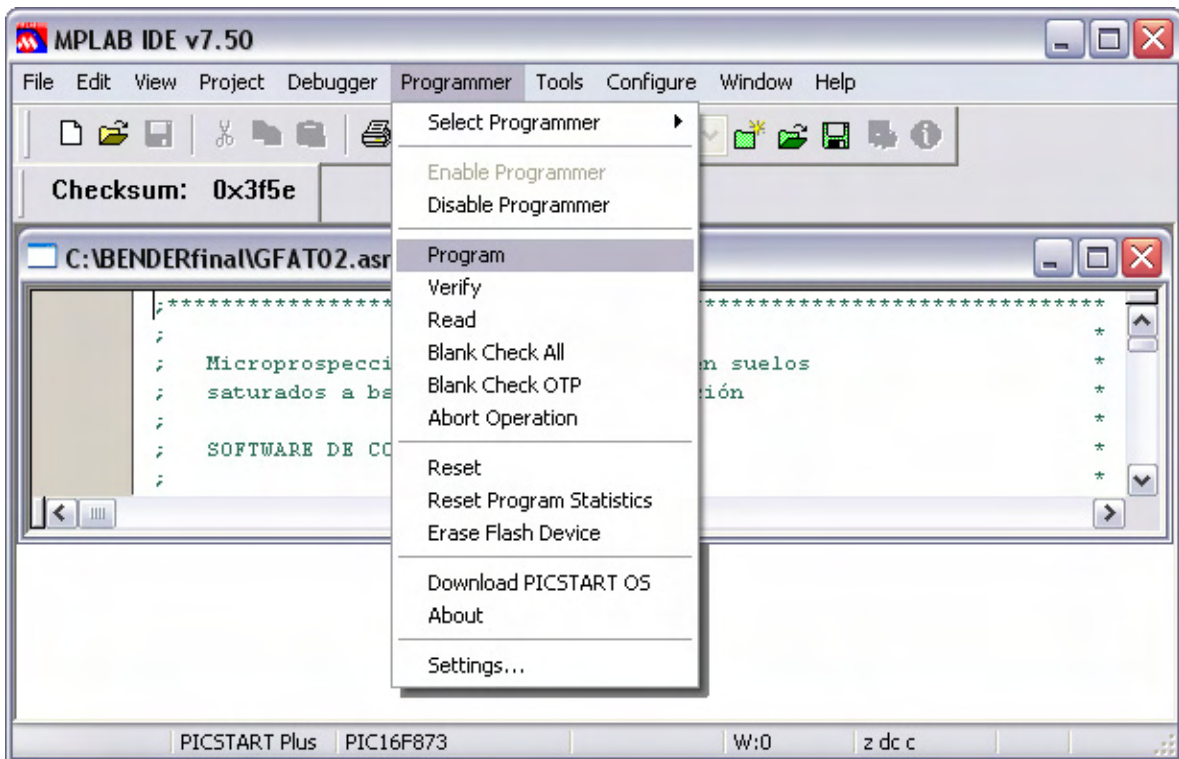 MPLAB IDE v7.50
File Edit View Project Debugger Programmer Tools Configure Window Help
Checksum: 0x3f5e
C:\BENDERfinal\GFAT02.asr
;**********************************************************************
; *
; Microprospecci n suelos *
; saturados a ba ión *
; *
; SOFTWARE DE CO *
; *
Select Programmer
Enable Programmer
Disable Programmer
Program
Verify
Read
Blank Check All
Blank Check OTP
Abort Operation
Reset
Reset Program Statistics
Erase Flash Device
Download PICSTART OS
About
Settings...
PICSTART Plus PIC16F873 W:0 z dc c